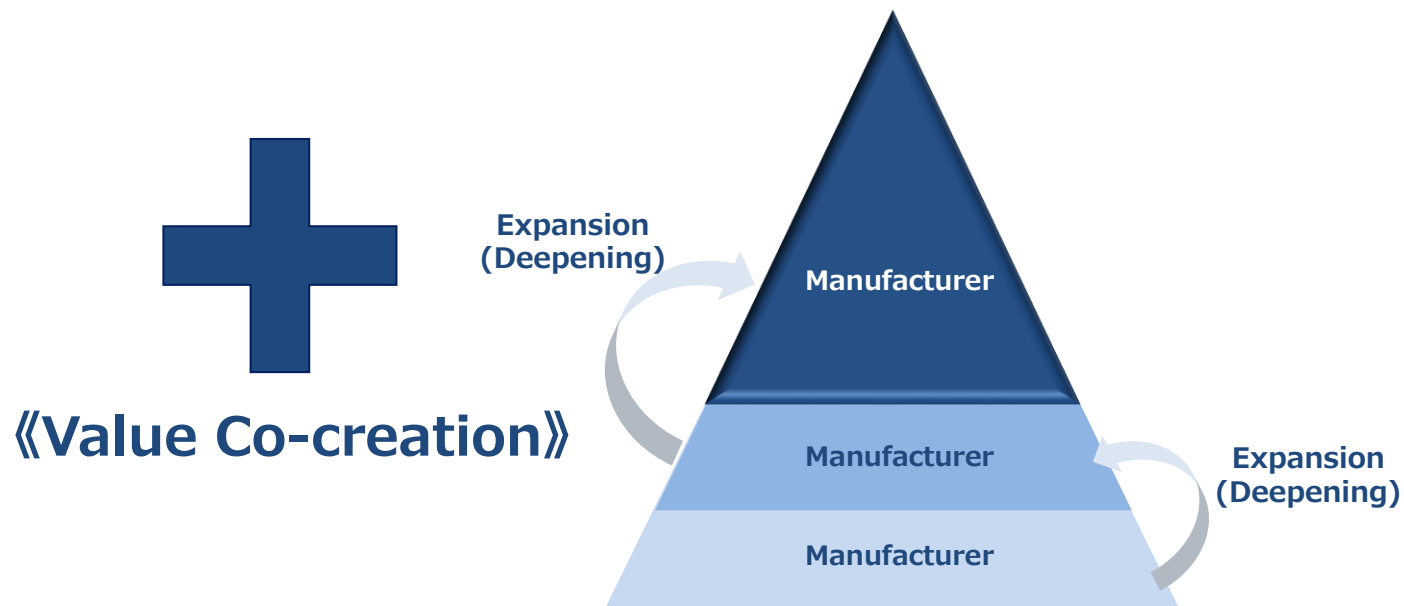 Expansion
(Deepening)
Manufacturer
《Value Co-creation》
Manufacturer
Expansion
(Deepening)
Manufacturer